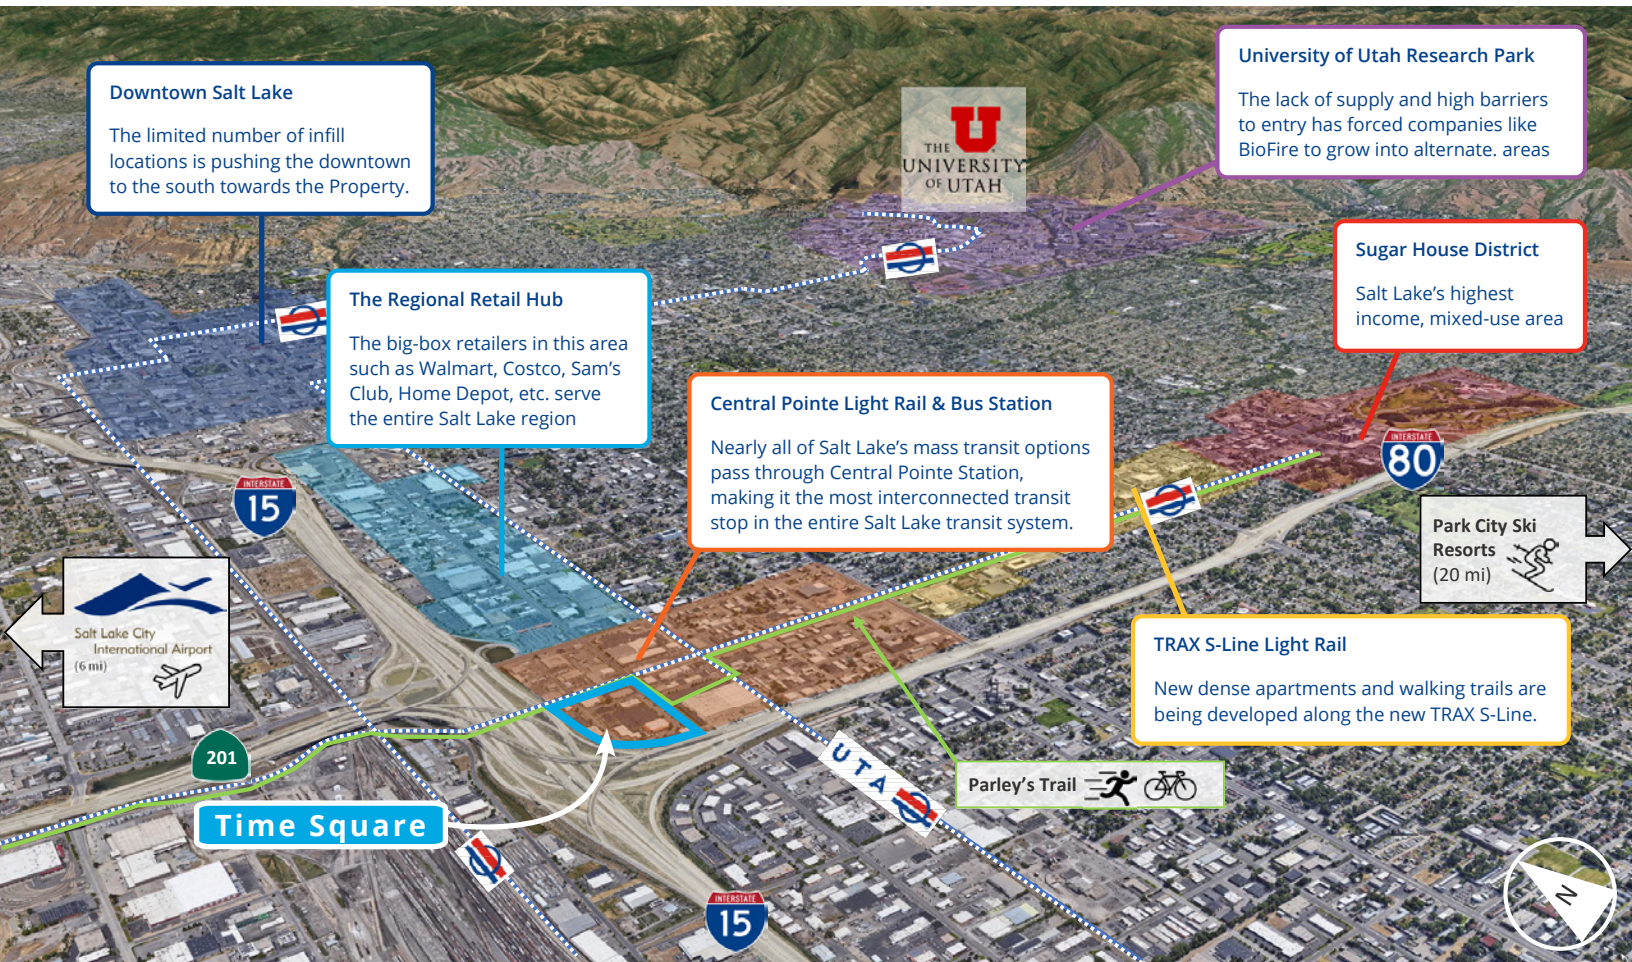 Downtown Salt Lake
The limited number of infill
locations is pushing the downtown
to the south towards the Property.
THE
UNIVERSITY
OF UTAH
University of Utah Research Park
The lack of supply and high barriers
to entry has forced companies like
BioFire to grow into alternate. areas
Sugar House District
Salt Lake’s highest
income, mixed-use area
The Regional Retail Hub
The big-box retailers in this area
such as Walmart, Costco, Sam’s
Club, Home Depot, etc. serve
the entire Salt Lake region
Central Pointe Light Rail & Bus Station
Nearly all of Salt Lake’s mass transit options
pass through Central Pointe Station,
making it the most interconnected transit
stop in the entire Salt Lake transit system.
INTERSTATE
80
INTERSTATE
15
Park City Ski
Resorts
(20 mi)
Salt Lake City
International Airport
(6 mi)
TRAX S-Line Light Rail
New dense apartments and walking trails are
being developed along the new TRAX S-Line.
201
UTA
Parley’s Trail
Time Square
INTERSTATE
15
N